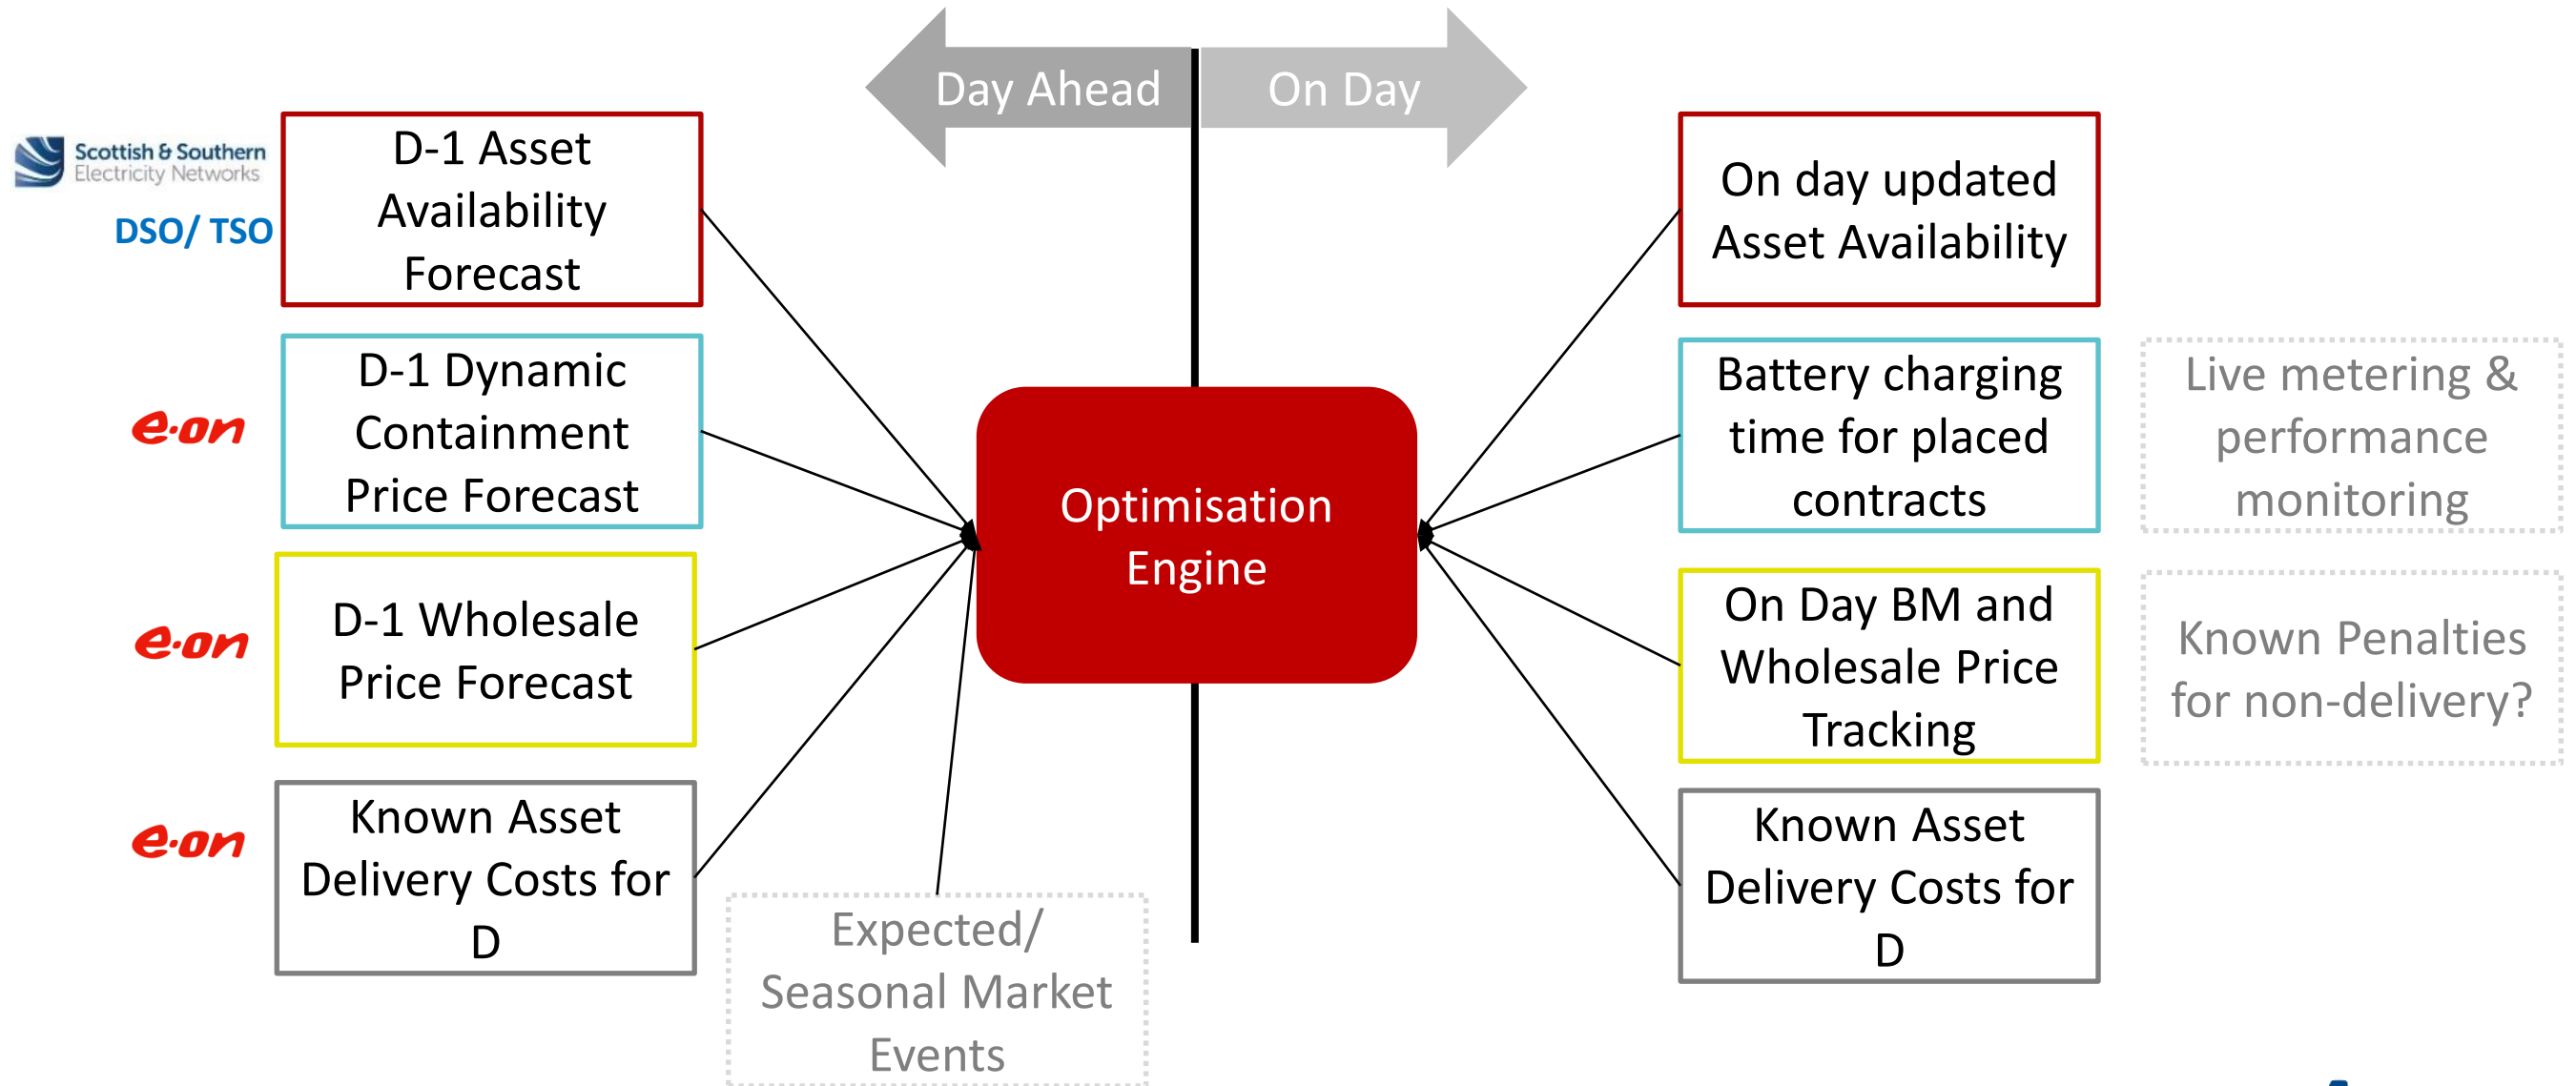 Day Ahead
On Day
Scottish & Southern
Electricity Networks
DSO/ TSO
D-1 Asset
Availability
Forecast
e·on
D-1 Dynamic
Containment
Price Forecast
e·on
D-1 Wholesale
Price Forecast
e·on
Known Asset
Delivery Costs for
D
Expected/
Seasonal Market
Events
Optimisation
Engine
On day updated
Asset Availability
Battery charging
time for placed
contracts
Live metering &
performance
monitoring
On Day BM and
Wholesale Price
Tracking
Known Penalties
for non-delivery?
Known Asset
Delivery Costs for
D